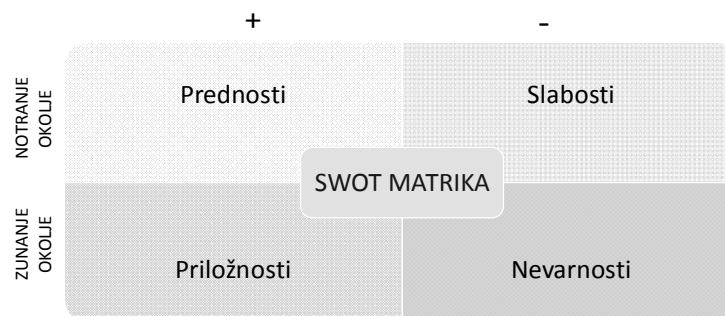 +
-
NOTRANJE
OKOLJE
Prednosti
Slabosti
SWOT MATRIKA
ZUNANJE
OKOLJE
Priložnosti
Nevarnosti